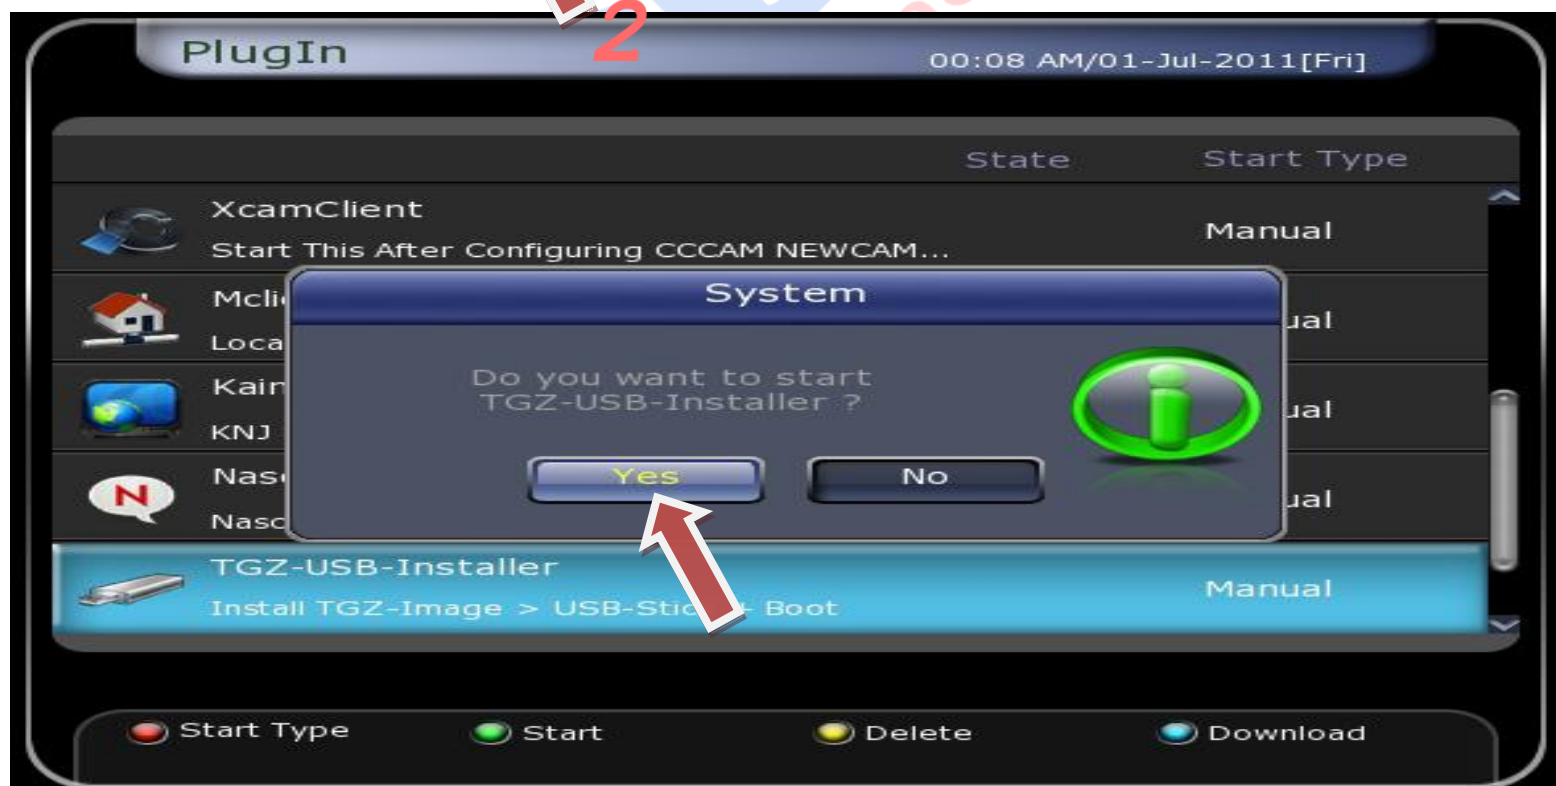 2
PlugIn
00:08 AM/01-Jul-2011[Fri]
State Start Type
XcamClient
Start This After Configuring CCCAM NEWCAM...
Manual
System
Do you want to start
TGZ-USB-Installer ?
Yes No
KNJ
N
TGZ-USB-Installer
Install TGZ-Image > USB-Stick + Boot
Manual
Start Type Start Delete Download